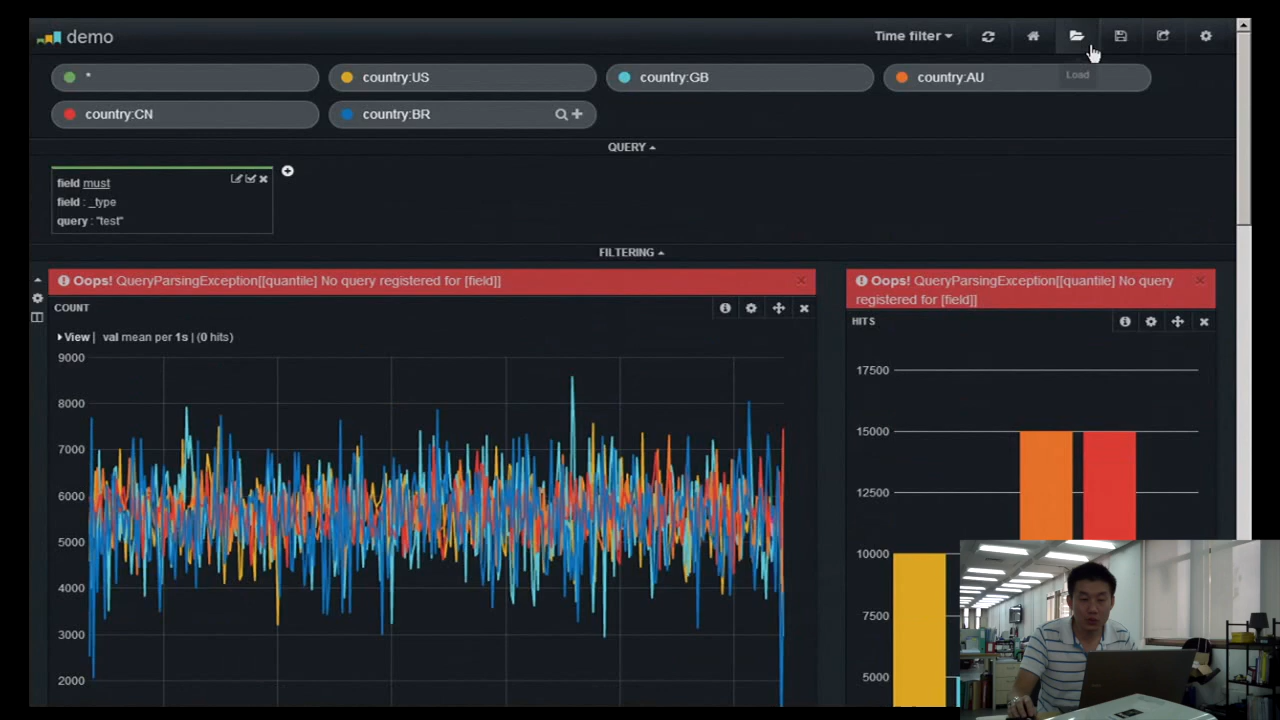 demo
Time filter
*
country:US
country:GB
country:AU
Load
country:CN
country:BR
QUERY
field must
field : _type
query : "test"
FILTERING
Oops! QueryParsingException[[quantile] No query registered for [field]]
COUNT
View | val mean per 1s | (0 hits)
9000
8000
7000
6000
5000
4000
3000
2000
Oops! QueryParsingException[[quantile] No query
registered for [field]]
HITS
17500
15000
12500
10000
7500
5000